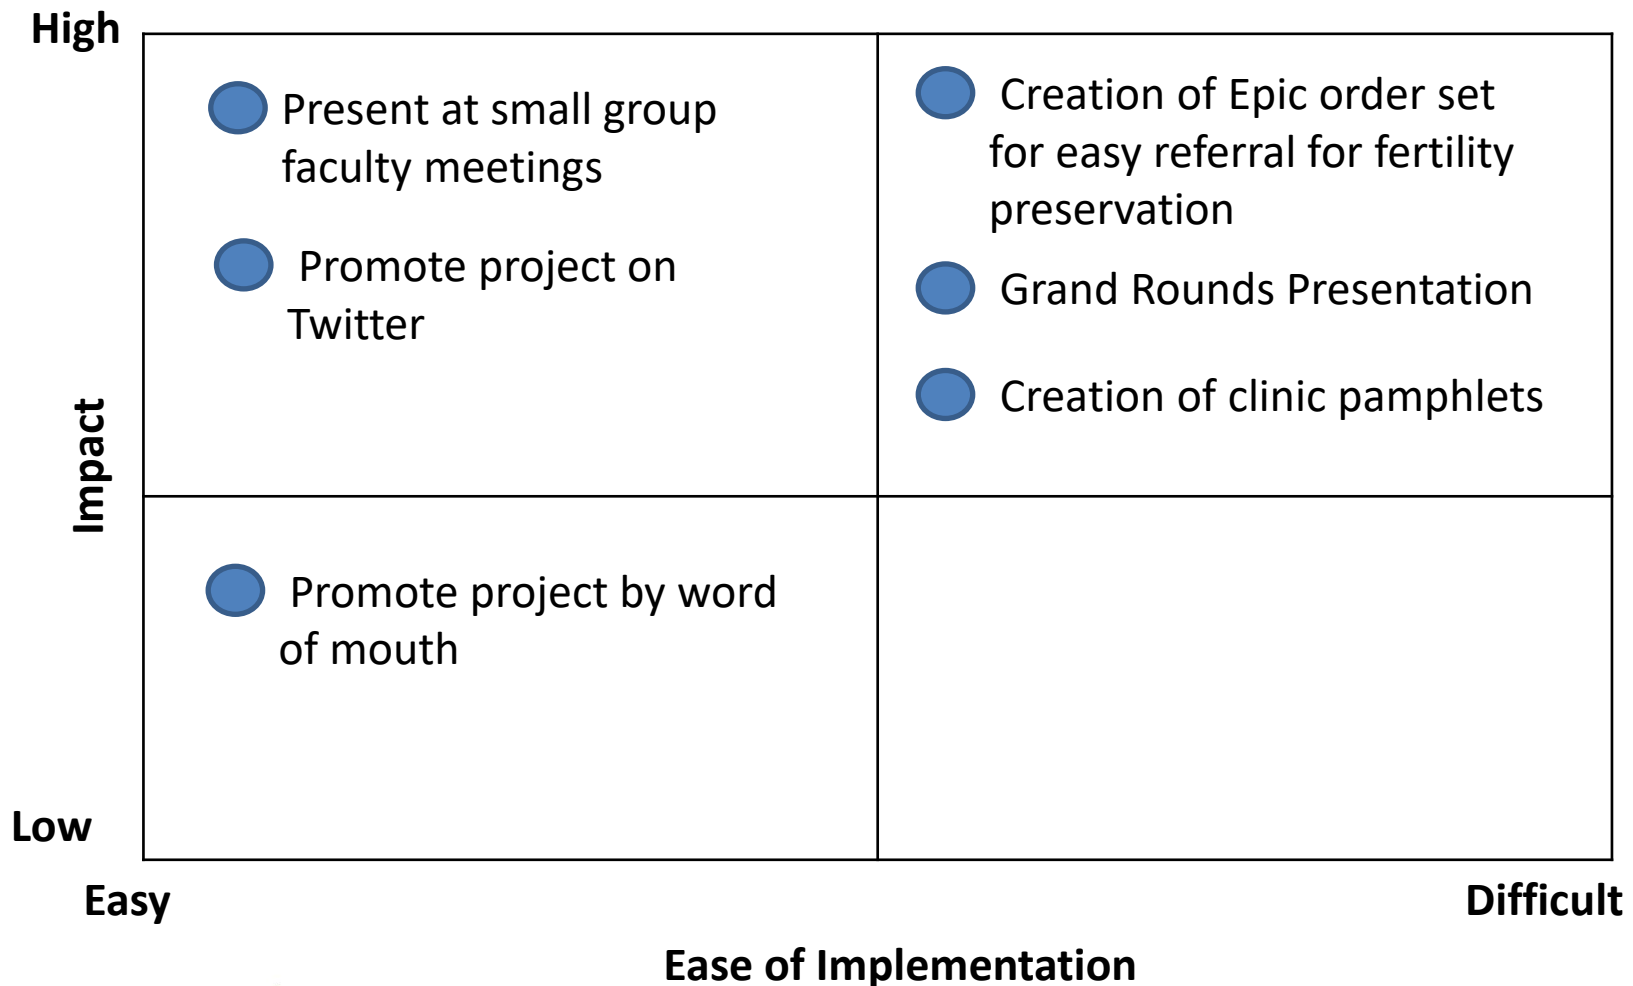 High
Present at small group
faculty meetings
Promote project on
Twitter
Creation of Epic order set
for easy referral for fertility
preservation
Grand Rounds Presentation
Creation of clinic pamphlets
Impact
Promote project by word
of mouth
Low
Easy
Difficult
Ease of Implementation